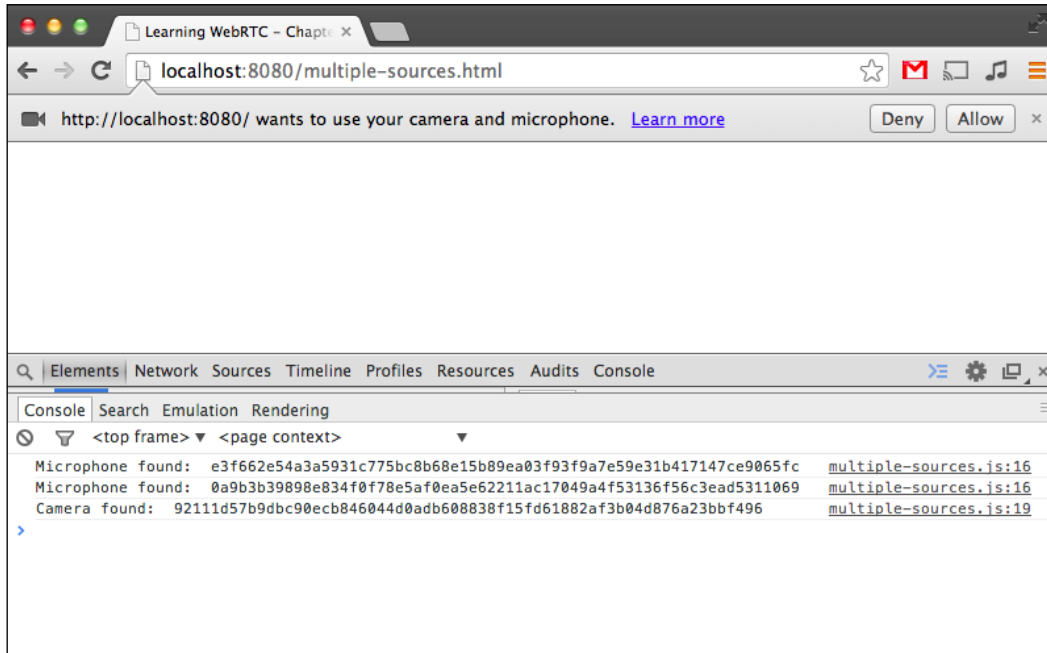 Learning WebRTC – Chapte
localhost:8080/multiple-sources.html
http://localhost:8080/ wants to use your camera and microphone. Learn more Deny Allow
Elements Network Sources Timeline Profiles Resources Audits Console
Console Search Emulation Rendering
<top frame> <page context>
Microphone found: e3f662e54a3a5931c775bc8b68e15b89ea03f93f9a7e59e31b417147ce9065fc multiple-sources.js:16
Microphone found: 0a9b3b39898e834f0f78e5af0ea5e62211ac17049a4f53136f56c3ead5311069 multiple-sources.js:16
Camera found: 92111d57b9dbc90ecb846044d0adb608838f15fd61882af3b04d876a23bbf496 multiple-sources.js:19